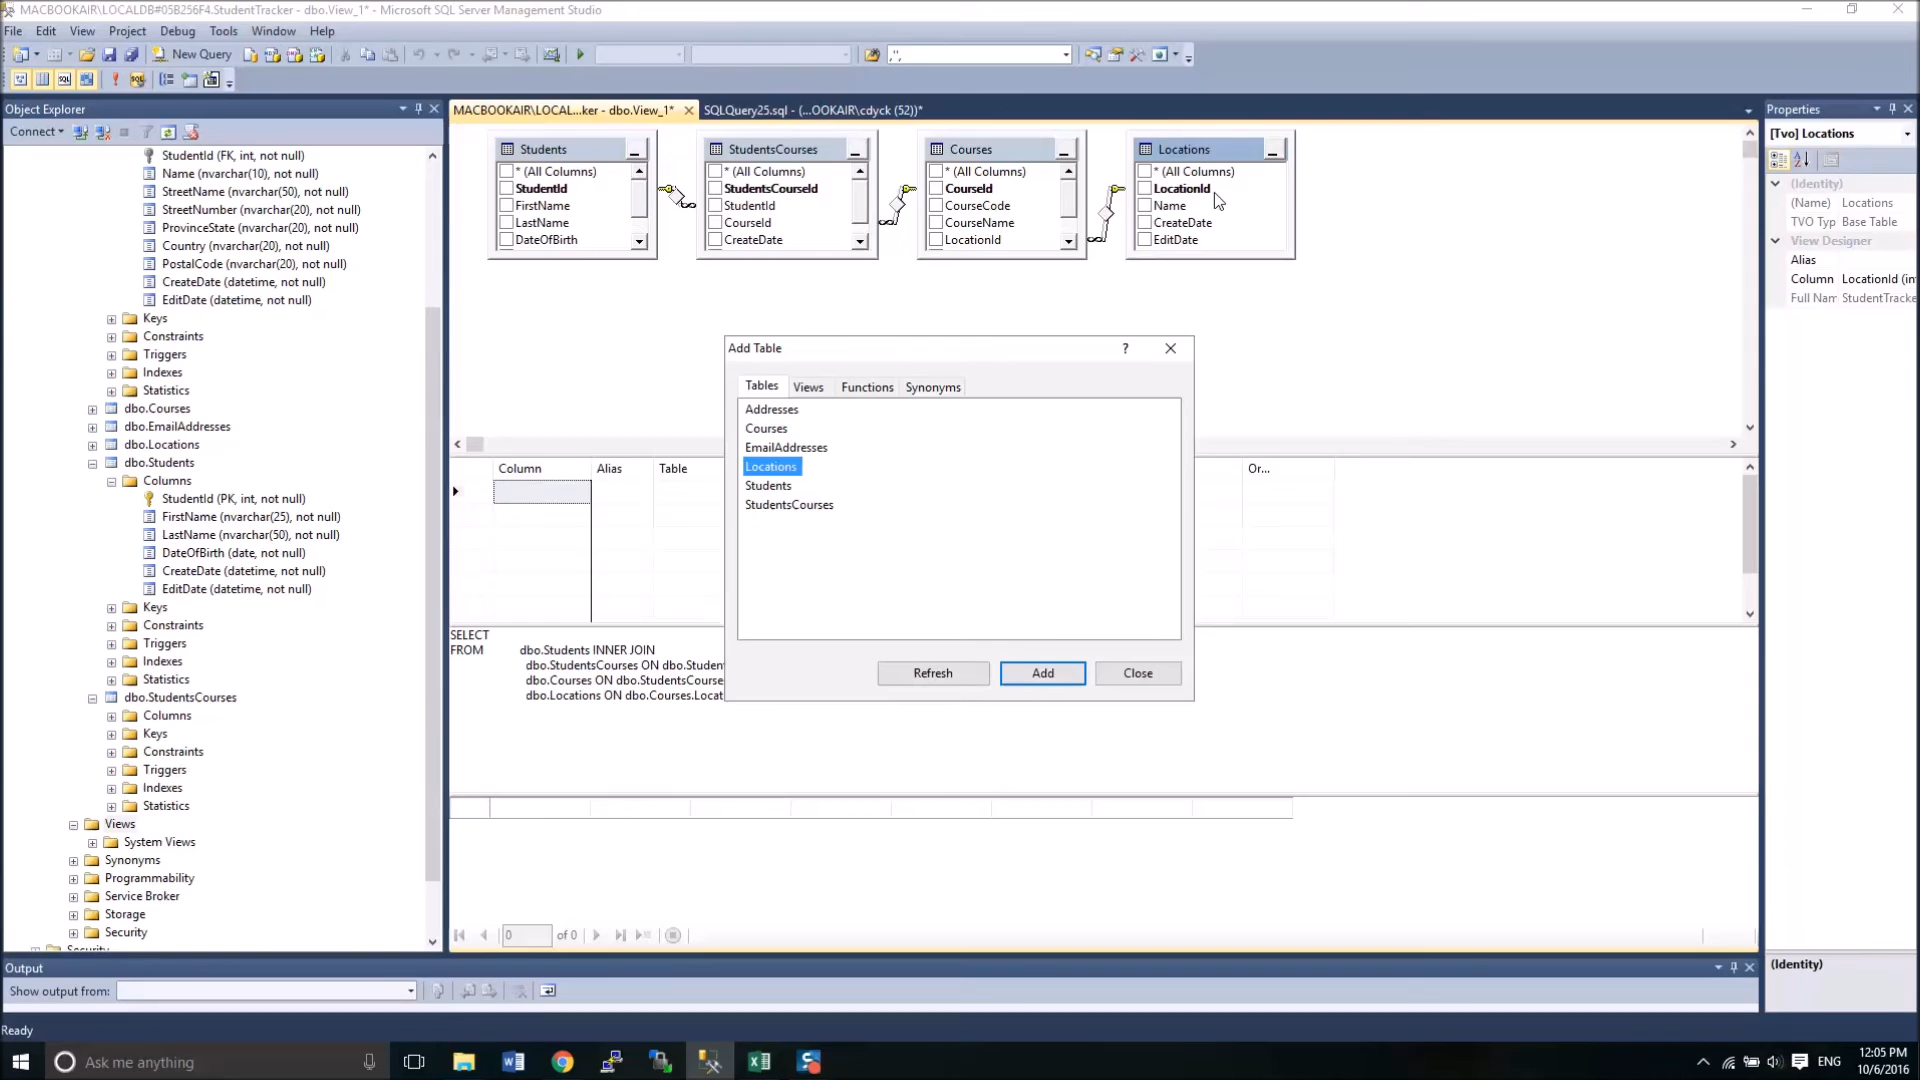 MACBOOKAIR\LOCALDB#05B256F4.StudentTracker - dbo.View_1* - Microsoft SQL Server Management Studio
File Edit View Project Debug Tools Window Help
New Query
Object Explorer
Connect
StudentId (FK, int, not null)
Name (nvarchar(10), not null)
StreetName (nvarchar(50), not null)
StreetNumber (nvarchar(20), not null)
ProvinceState (nvarchar(20), not null)
Country (nvarchar(20), not null)
PostalCode (nvarchar(20), not null)
CreateDate (datetime, not null)
EditDate (datetime, not null)
Keys
Constraints
Triggers
Indexes
Statistics
dbo.Courses
dbo.EmailAddresses
dbo.Locations
dbo.Students
Columns
StudentId (PK, int, not null)
FirstName (nvarchar(25), not null)
LastName (nvarchar(50), not null)
DateOfBirth (date, not null)
CreateDate (datetime, not null)
EditDate (datetime, not null)
Keys
Constraints
Triggers
Indexes
Statistics
dbo.StudentsCourses
Columns
Keys
Constraints
Triggers
Indexes
Statistics
Views
System Views
Synonyms
Programmability
Service Broker
Storage
Security
Security
MACBOOKAIR\LOCAL...ker - dbo.View_1* SQLQuery25.sql - (...OOKAIR\cdyck (52))*
Students
* (All Columns)
StudentId
FirstName
LastName
DateOfBirth
StudentsCourses
* (All Columns)
StudentsCourseId
StudentId
CourseId
CreateDate
Courses
* (All Columns)
CourseId
CourseCode
CourseName
LocationId
Locations
* (All Columns)
LocationId
Name
CreateDate
EditDate
Add Table ?
Tables Views Functions Synonyms
Addresses
Courses
EmailAddresses
Locations
Students
StudentsCourses
Refresh Add Close
Column Alias Table Or...
SELECT
FROM dbo.Students INNER JOIN
dbo.StudentsCourses ON dbo.Studen
dbo.Courses ON dbo.StudentsCourse
dbo.Locations ON dbo.Courses.Locat
0 of 0
Properties
[Tvo] Locations
(Identity)
(Name) Locations
TVO Typ Base Table
View Designer
Alias
Column LocationId (in
Full Nam StudentTracke
(Identity)
Output
Show output from:
Ready
Ask me anything
ENG
12:05 PM
10/6/2016